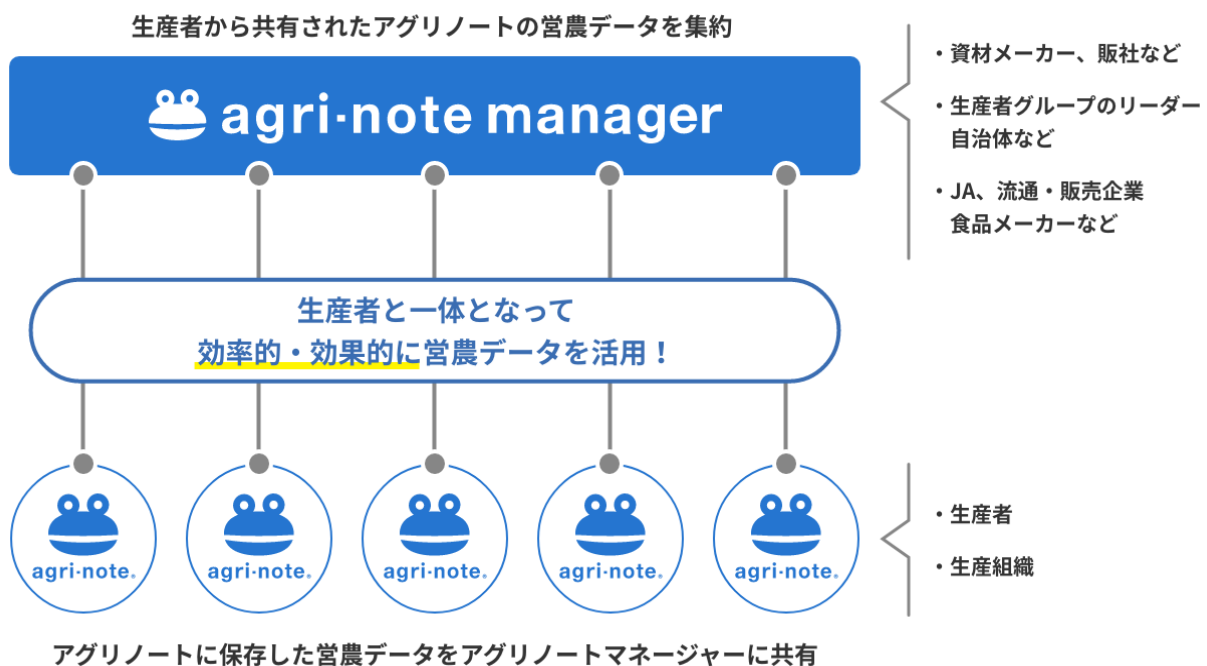 生産者から共有されたアグリノートの営農データを集約
agri-note manager
・資材メーカー、販社など
・生産者グループのリーダー
自治体など
・JA、流通・販売企業
食品メーカーなど
生産者と一体となって
効率的・効果的に営農データを活用！
agri-note®
agri-note®
agri-note®
agri-note®
agri-note®
・生産者
・生産組織
アグリノートに保存した営農データをアグリノートマネージャーに共有